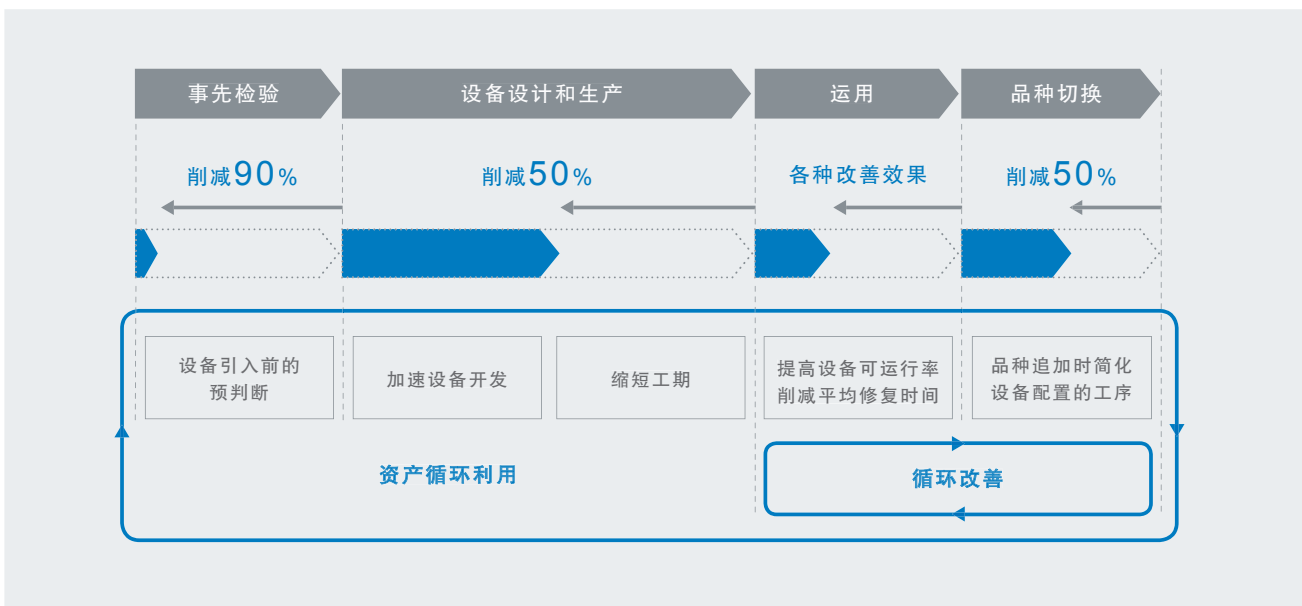 事先检验
设备设计和生产
运用
品种切换
削减90%
削减50%
各种改善效果
削减50%
设备引入前的
预判断
加速设备开发
缩短工期
提高设备可运行率
削减平均修复时间
品种追加时简化
设备配置的工序
资产循环利用
循环改善